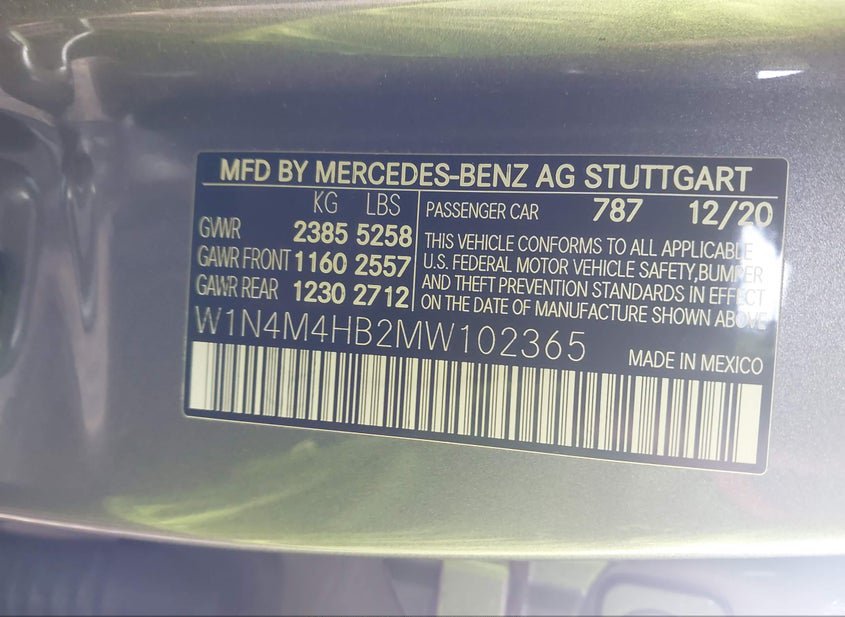 MFD BY MERCEDES-BENZ AG STUTTGART
KG LBS
GVWR 2385 5258
GAWR FRONT 1160 2557
GAWR REAR 1230 2712
PASSENGER CAR 787 12/20
THIS VEHICLE CONFORMS TO ALL APPLICABLE
U.S. FEDERAL MOTOR VEHICLE SAFETY,BUMPER
AND THEFT PREVENTION STANDARDS IN EFFECT
ON THE DATE OF MANUFACTURE SHOWN ABOVE
W1N4M4HB2MW102365
MADE IN MEXICO